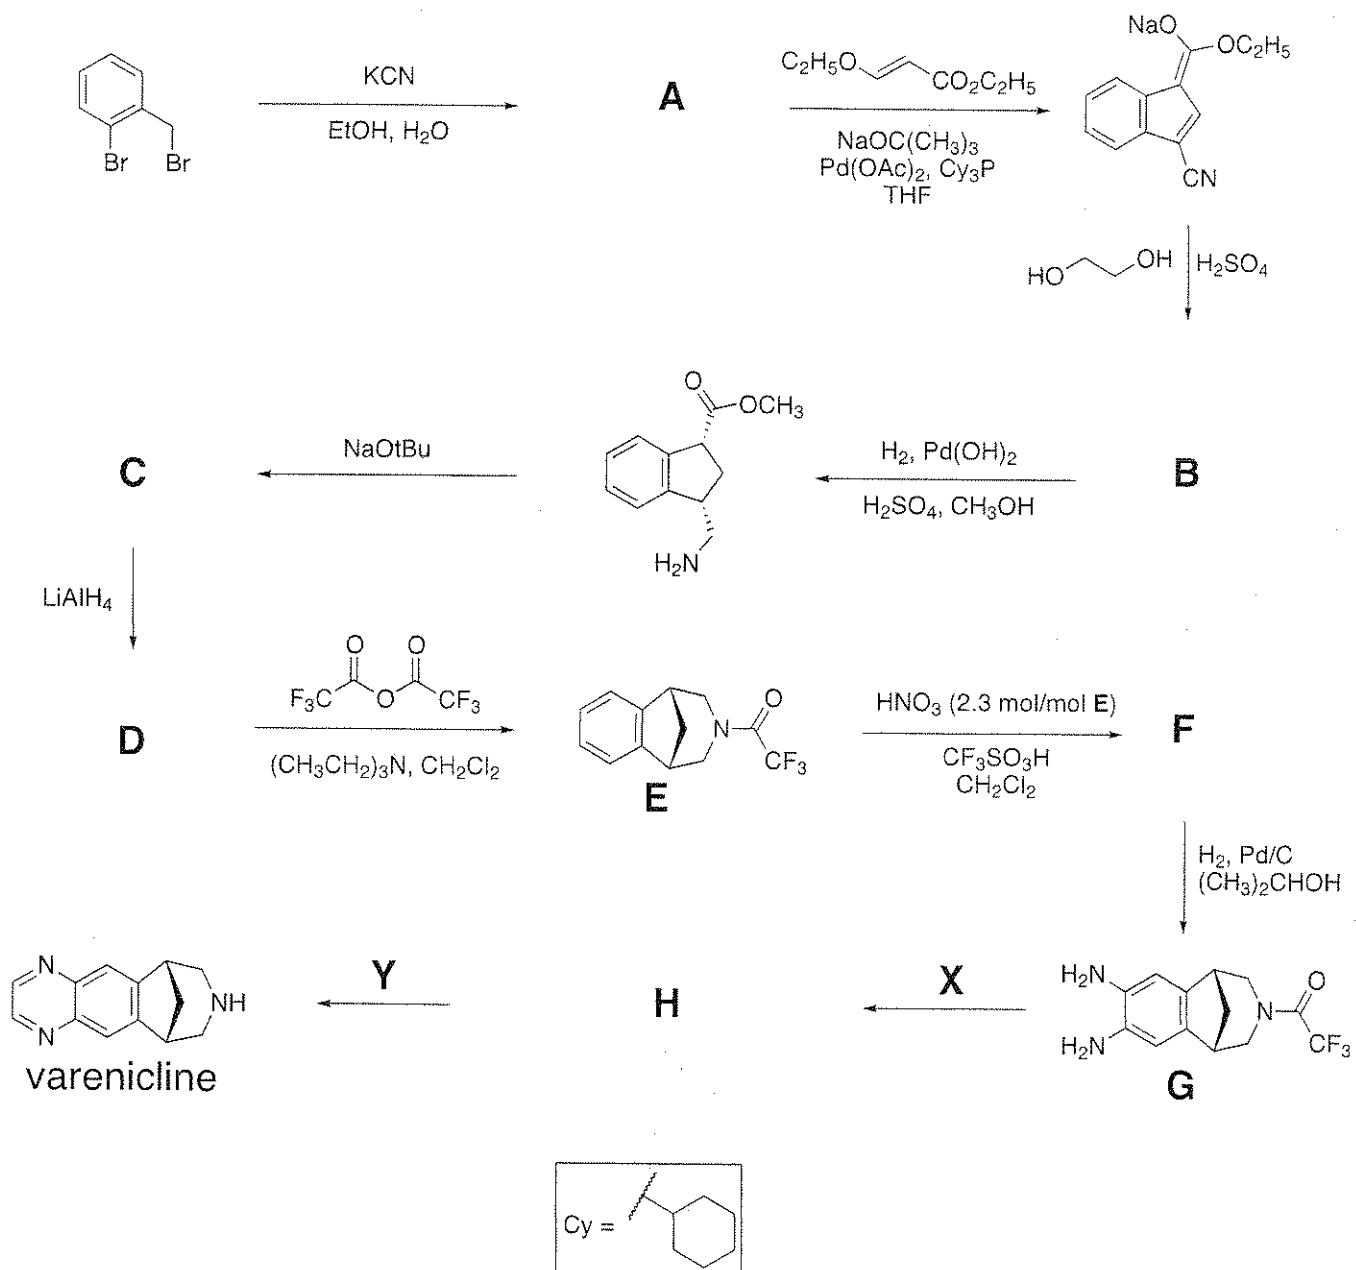 Br
Br
KCN
EtOH, H₂O
A
C₂H₅O
CO₂C₂H₅
NaOC(CH₃)₃
Pd(OAc)₂, Cy₃P
THF
NaO
OC₂H₅
CN
HO
OH
H₂SO₄
B
H₂, Pd(OH)₂
H₂SO₄, CH₃OH
O
OCH₃
H₂N
NaOtBu
C
LiAlH₄
D
O
O
F₃C
O
CF₃
(CH₃CH₂)₃N, CH₂Cl₂
N
O
CF₃
E
HNO₃ (2.3 mol/mol E)
CF₃SO₃H
CH₂Cl₂
F
H₂, Pd/C
(CH₃)₂CHOH
H₂N
H₂N
N
O
CF₃
G
X
H
Y
N
N
NH
varenicline
Cy =